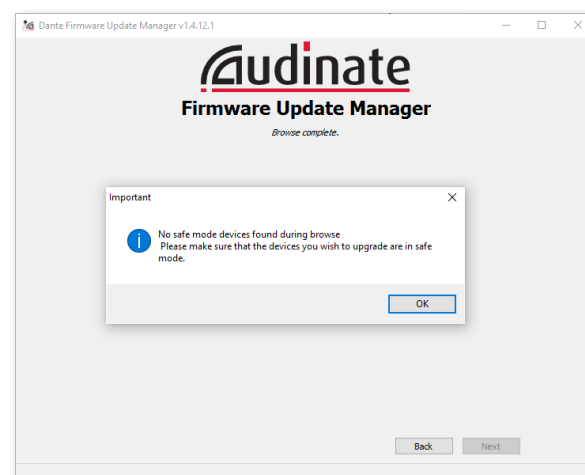 Dante Firmware Update Manager v1.4.12.1
Audinate
Firmware Update Manager
Browse complete.
Important
No safe mode devices found during browse
Please make sure that the devices you wish to upgrade are in safe
mode.
OK
Back
Next